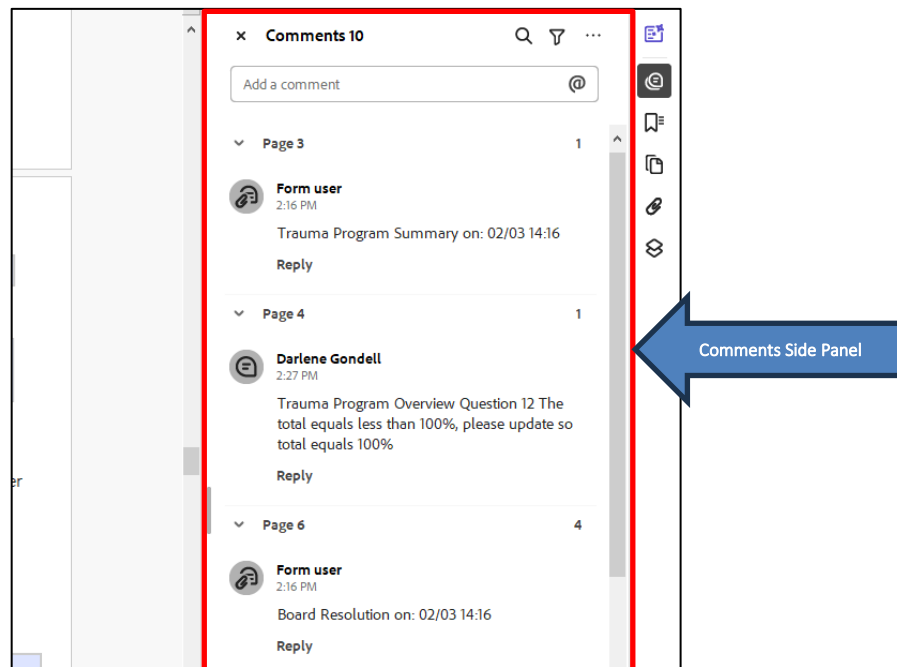 Comments 10
Add a comment
Page 3 1
Form user
2:16 PM
Trauma Program Summary on: 02/03 14:16
Reply
Page 4 1
Darlene Gondell
2:27 PM
Trauma Program Overview Question 12 The
total equals less than 100%, please update so
total equals 100%
Reply
Page 6 4
Form user
2:16 PM
Board Resolution on: 02/03 14:16
Reply
er
Comments Side Panel